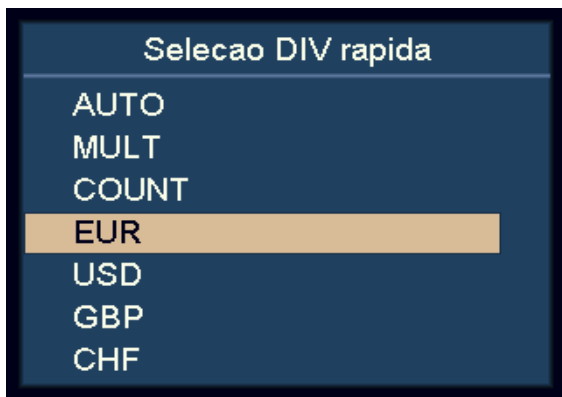 Selecao DIV rapida
AUTO
MULT
COUNT
EUR
USD
GBP
CHF